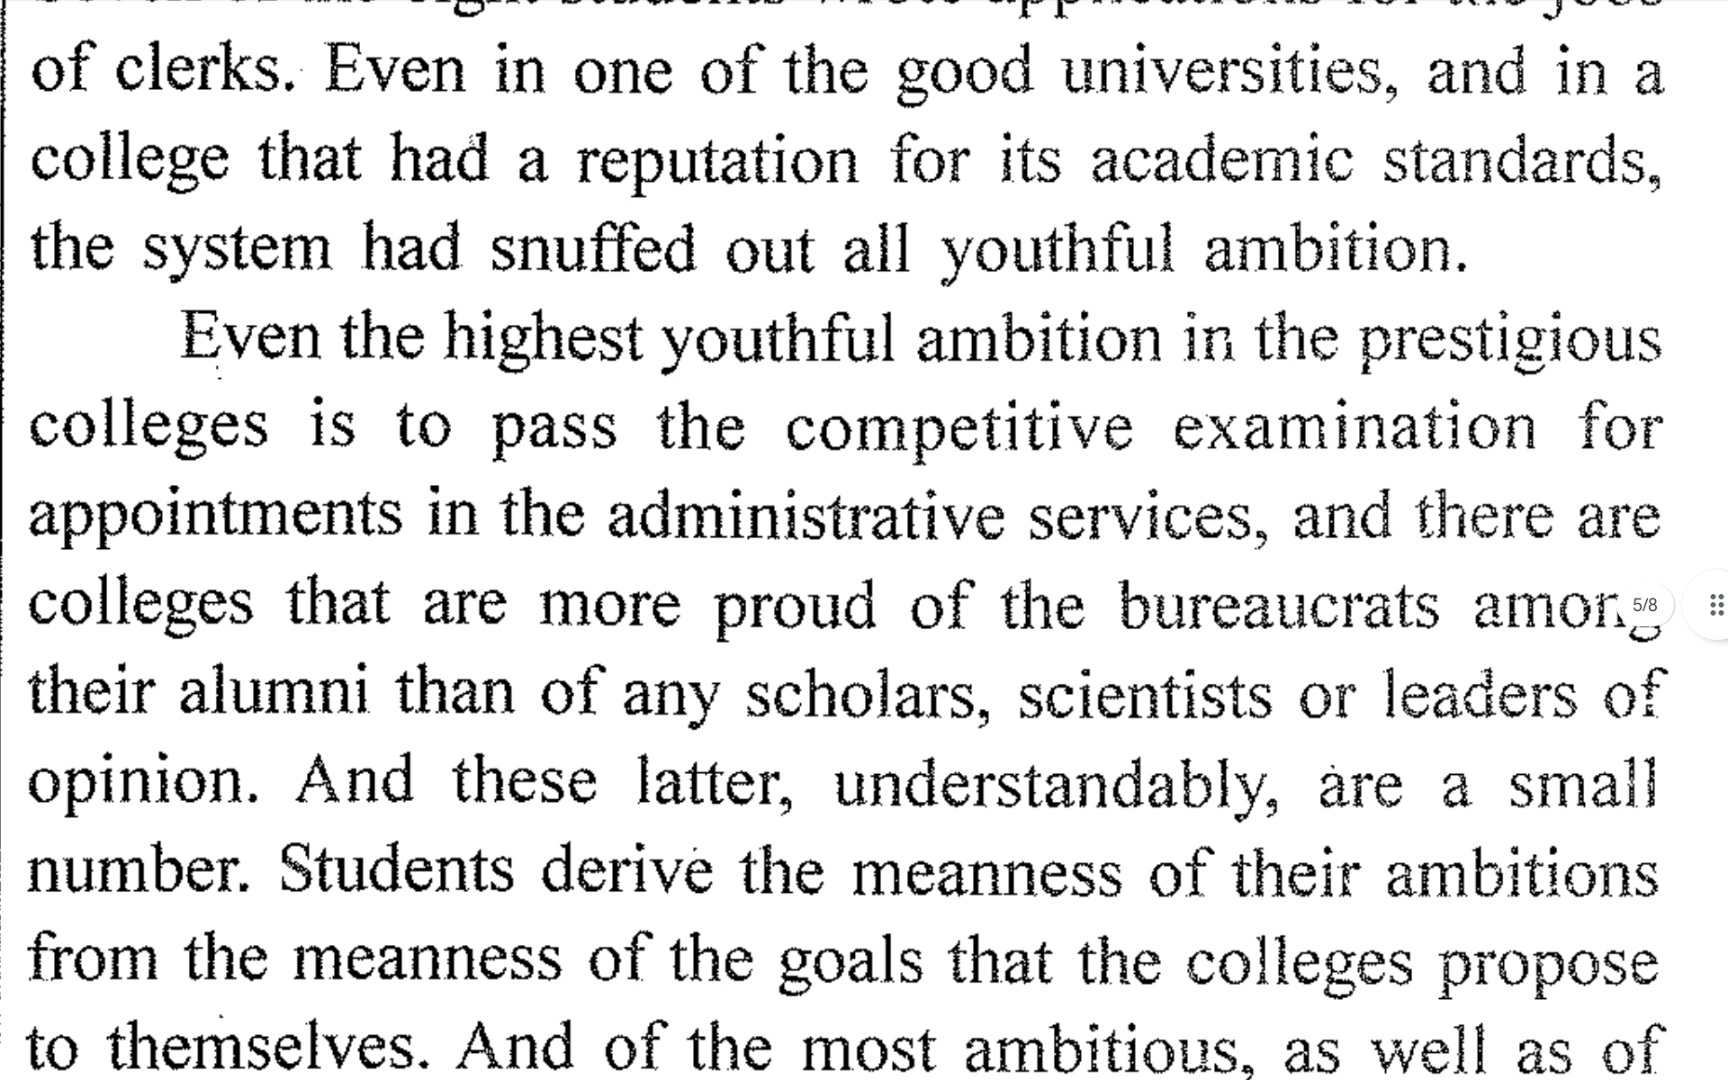 of clerks. Even in one of the good universities, and in a
college that had a reputation for its academic standards,
the system had snuffed out all youthful ambition.
Even the highest youthful ambition in the prestigious
colleges is to pass the competitive examination for
appointments in the administrative services, and there are
colleges that are more proud of the bureaucrats among
5/8
their alumni than of any scholars, scientists or leaders of
opinion. And these latter, understandably, are a small
number. Students derive the meanness of their ambitions
from the meanness of the goals that the colleges propose
to themselves. And of the most ambitious, as well as of